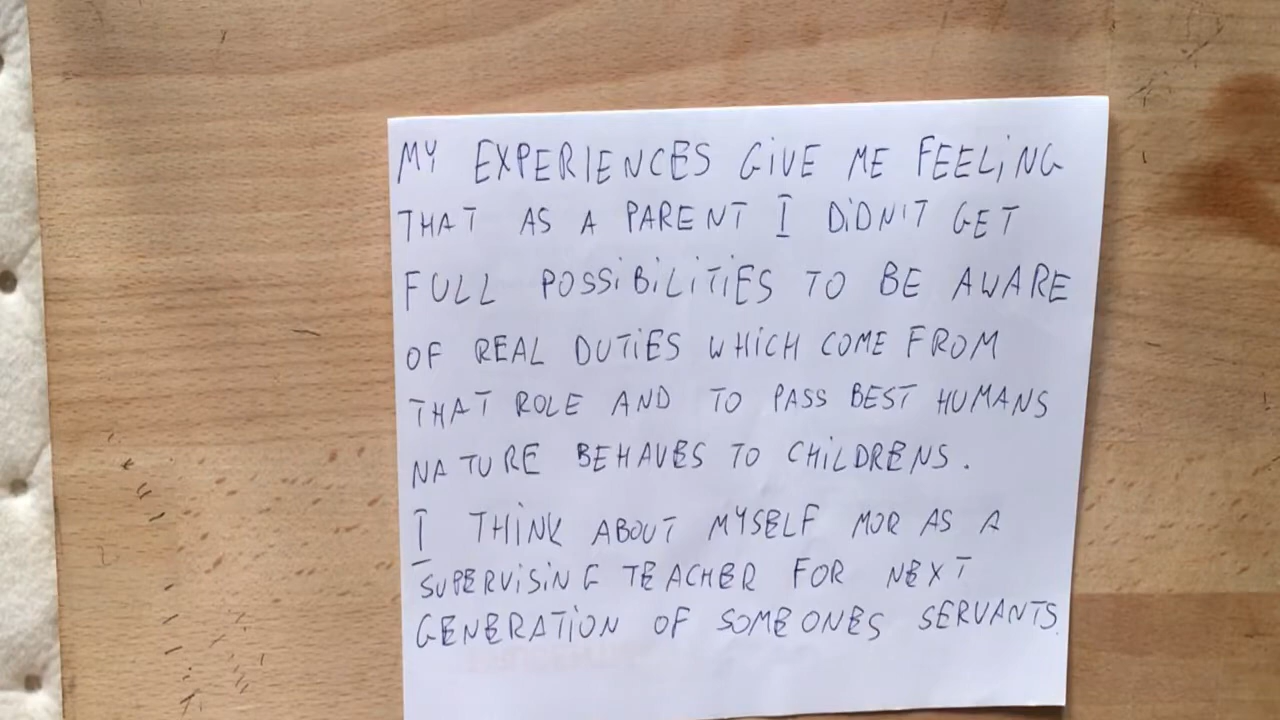 MY EXPERIENCES GIVE ME FEELING
THAT AS A PARENT I DIDN'T GET
FULL POSSIBILITIES TO BE AWARE
OF REAL DUTIES WHICH COME FROM
THAT ROLE AND TO PASS BEST HUMANS
NATURE BEHAVES TO CHILDRENS.
I THINK ABOUT MYSELF MOR AS A
SUPERVISING TEACHER FOR NEXT
GENERATION OF SOMEONES SERVANTS.